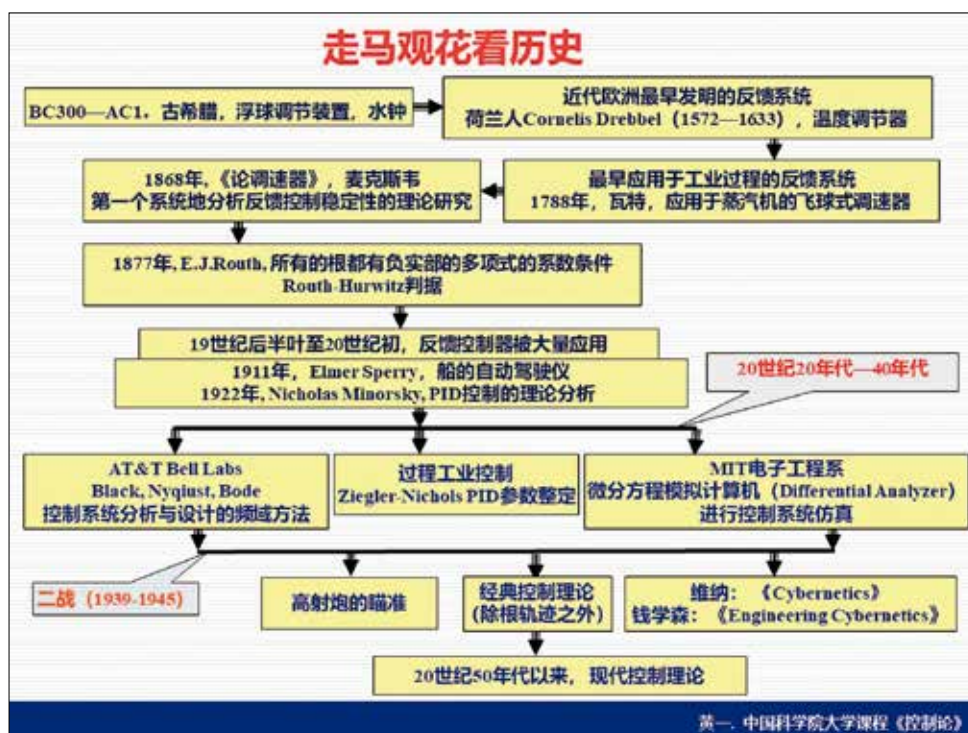 走马观花看历史
BC300—AC1，古希腊，浮球调节装置，水钟
近代欧洲最早发明的反馈系统
荷兰人Cornelis Drebbel（1572—1633），温度调节器
1868年，《论调速器》，麦克斯韦
第一个系统地分析反馈控制稳定性的理论研究
最早应用于工业过程的反馈系统
1788年，瓦特，应用于蒸汽机的飞球式调速器
1877年, E.J.Routh, 所有的根都有负实部的多项式的系数条件
Routh-Hurwitz判据
19世纪后半叶至20世纪初，反馈控制器被大量应用
1911年，Elmer Sperry，船的自动驾驶仪
1922年, Nicholas Minorsky, PID控制的理论分析
20世纪20年代—40年代
AT&T Bell Labs
Black, Nyqiust, Bode
控制系统分析与设计的频域方法
过程工业控制
Ziegler-Nichols PID参数整定
MIT电子工程系
微分方程模拟计算机（Differential Analyzer）
进行控制系统仿真
二战（1939-1945）
高射炮的瞄准
经典控制理论
(除根轨迹之外)
维纳：《Cybernetics》
钱学森：《Engineering Cybernetics》
20世纪50年代以来，现代控制理论
黄一. 中国科学院大学课程《控制论》